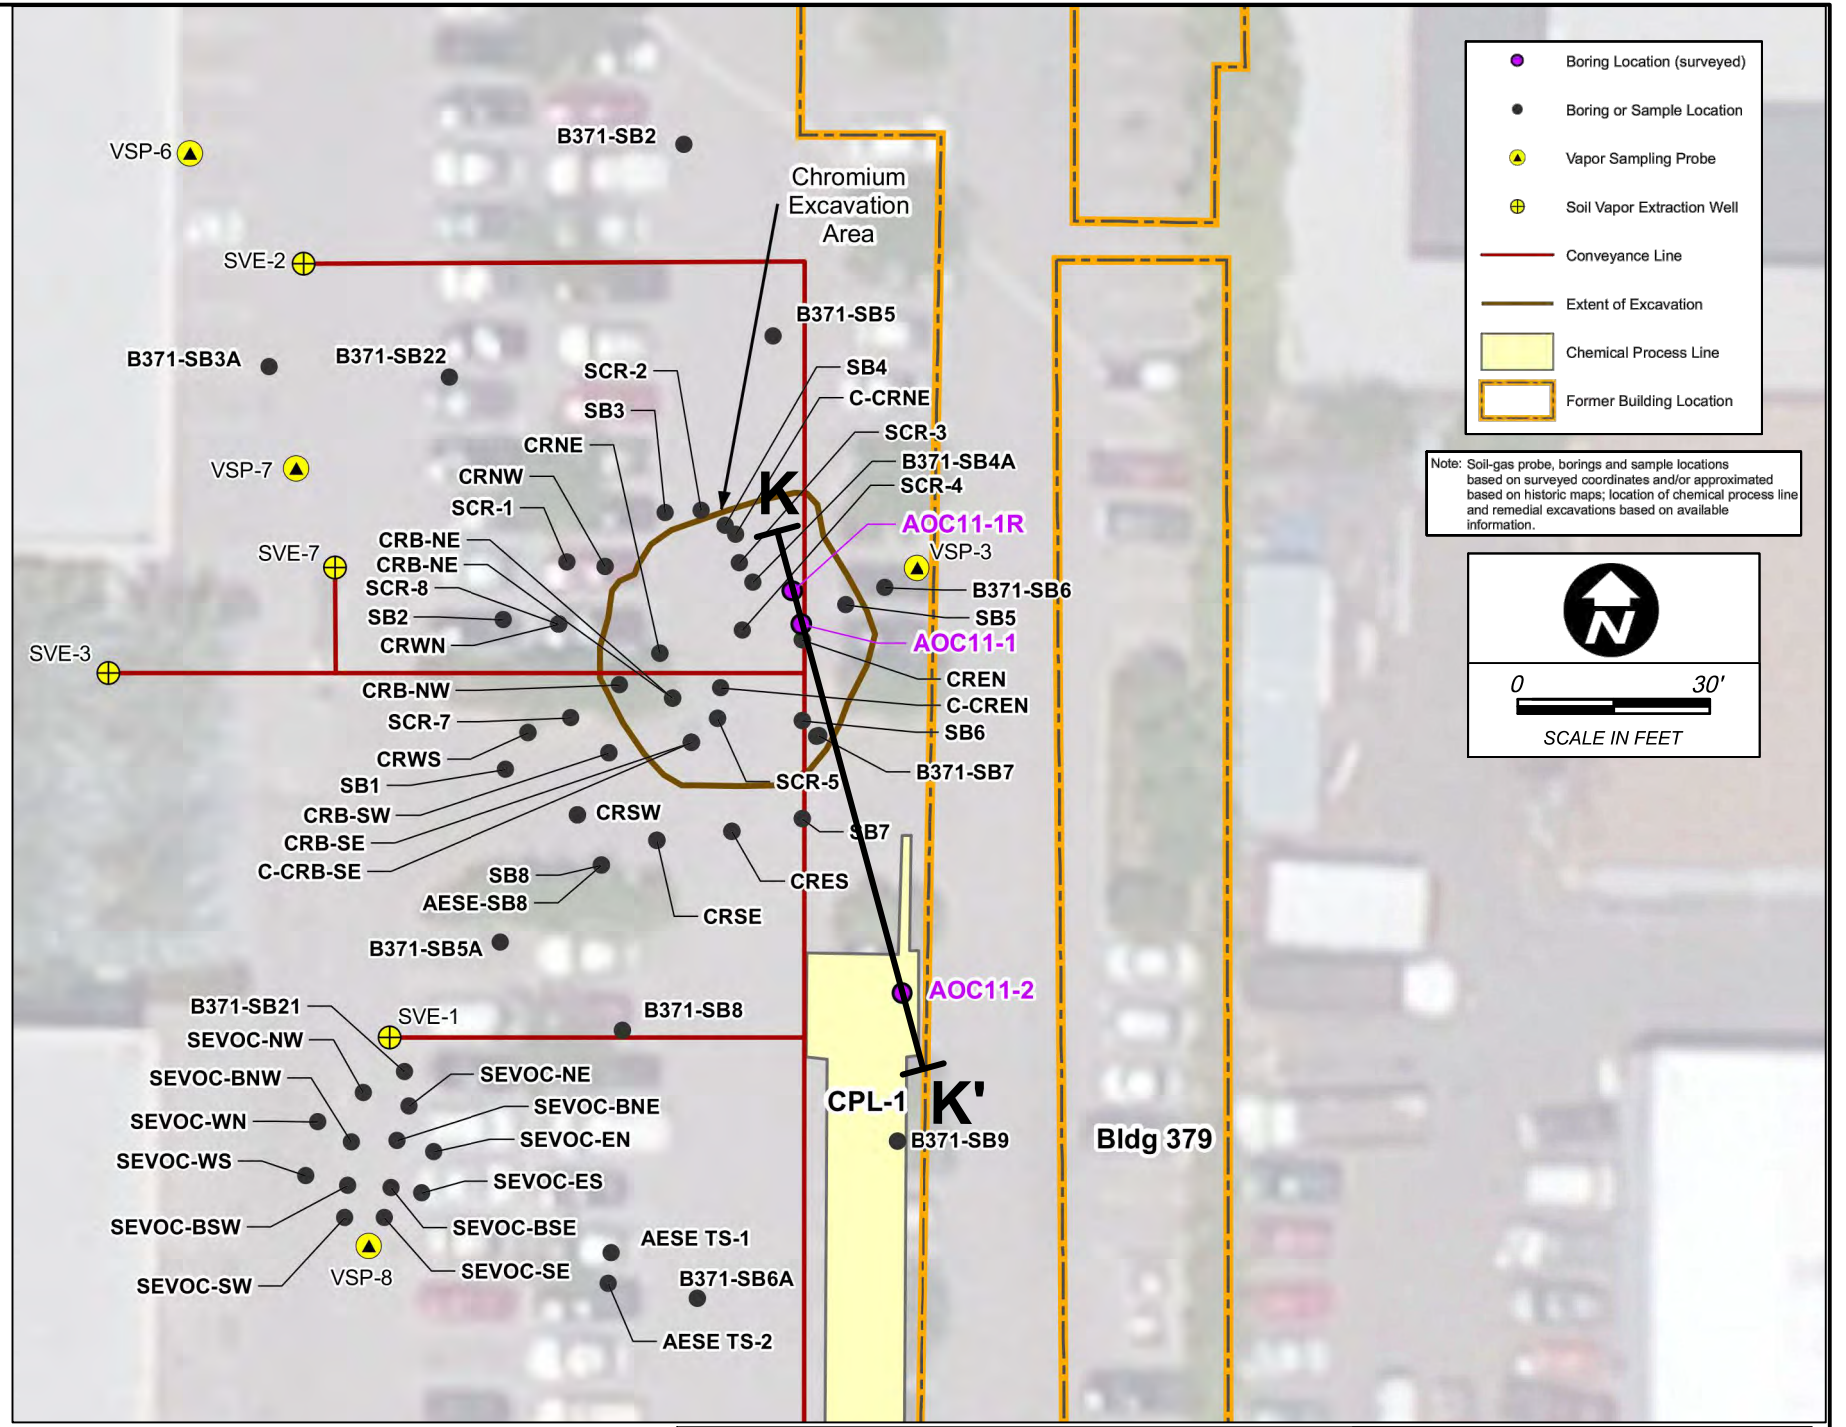 Boring Location (surveyed)
Boring or Sample Location
Vapor Sampling Probe
Soil Vapor Extraction Well
Conveyance Line
Extent of Excavation
Chemical Process Line
Former Building Location
Note: Soil-gas probe, borings and sample locations
based on surveyed coordinates and/or approximated
based on historic maps; location of chemical process line
and remedial excavations based on available
information.
N
0 30'
SCALE IN FEET
B371-SB2
VSP-6
Chromium
Excavation
Area
SVE-2
B371-SB5
B371-SB3A
B371-SB22
SCR-2
SB4
C-CRNE
SB3
SCR-3
CRNE
B371-SB4A
VSP-7
CRNW
SCR-4
K
SCR-1
AOC11-1R
CRB-NE
SVE-7
VSP-3
CRB-NE
SCR-8
B371-SB6
SB2
SB5
CRWN
AOC11-1
SVE-3
CREN
CRB-NW
C-CREN
SCR-7
SB6
CRWS
B371-SB7
SB1
SCR-5
CRB-SW
CRSW
SB7
CRB-SE
C-CRB-SE
SB8
CRES
AESE-SB8
CRSE
B371-SB5A
AOC11-2
B371-SB21
B371-SB8
SVE-1
SEVOC-NW
SEVOC-BNW
SEVOC-NE
CPL-1
K'
SEVOC-BNE
SEVOC-WN
SEVOC-EN
B371-SB9
Bldg 379
SEVOC-WS
SEVOC-ES
SEVOC-BSW
SEVOC-BSE
AESE TS-1
SEVOC-SE
VSP-8
B371-SB6A
SEVOC-SW
AESE TS-2